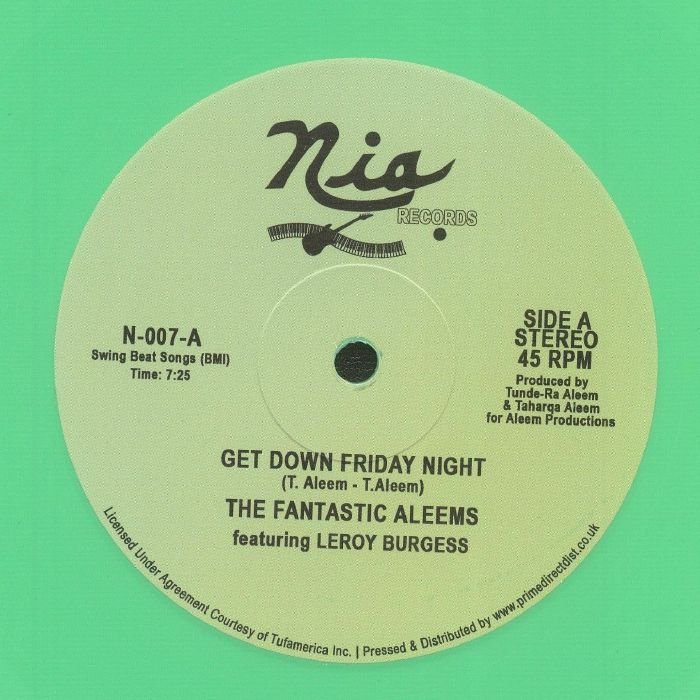 Nia
RECORDS
N-007-A
Swing Beat Songs (BMI)
Time: 7:25
SIDE A
STEREO
45 RPM
Produced by
Tunde-Ra Aleem
& Taharqa Aleem
for Aleem Productions
GET DOWN FRIDAY NIGHT
(T. Aleem - T.Aleem)
THE FANTASTIC ALEEMS
featuring LEROY BURGESS
Licensed Under Agreement Courtesy of Tufamerica Inc. | Pressed & Distributed by www.primedirectdist.co.uk